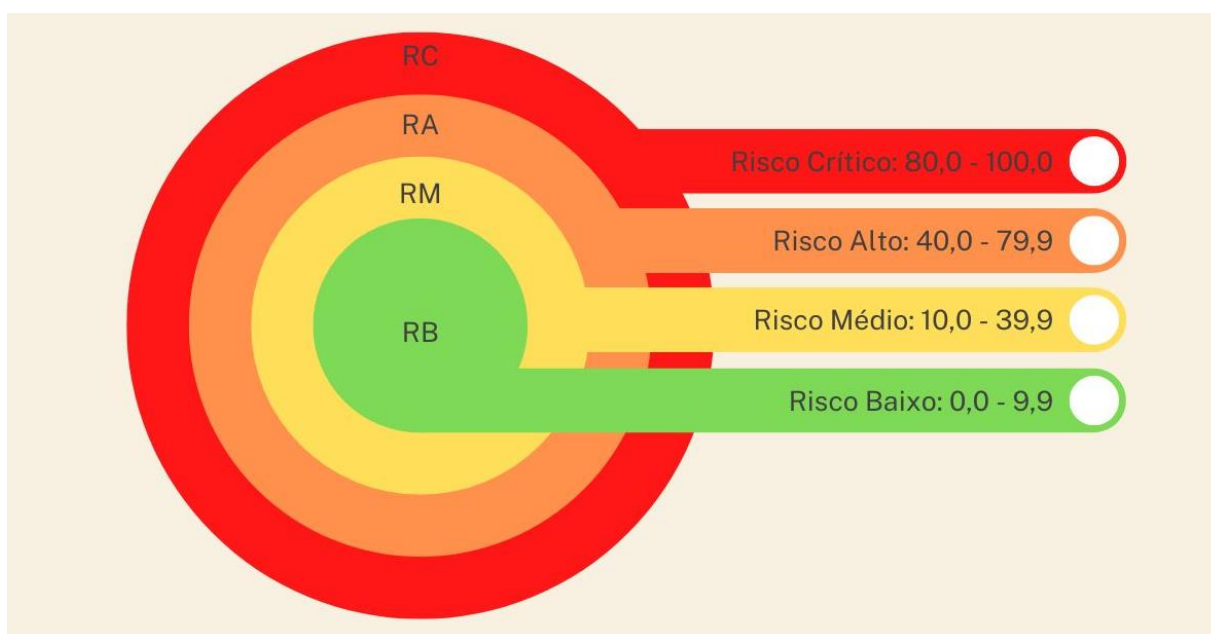 RC
RA
RM
RB
Risco Crítico: 80,0 - 100,0
Risco Alto: 40,0 - 79,9
Risco Médio: 10,0 - 39,9
Risco Baixo: 0,0 - 9,9